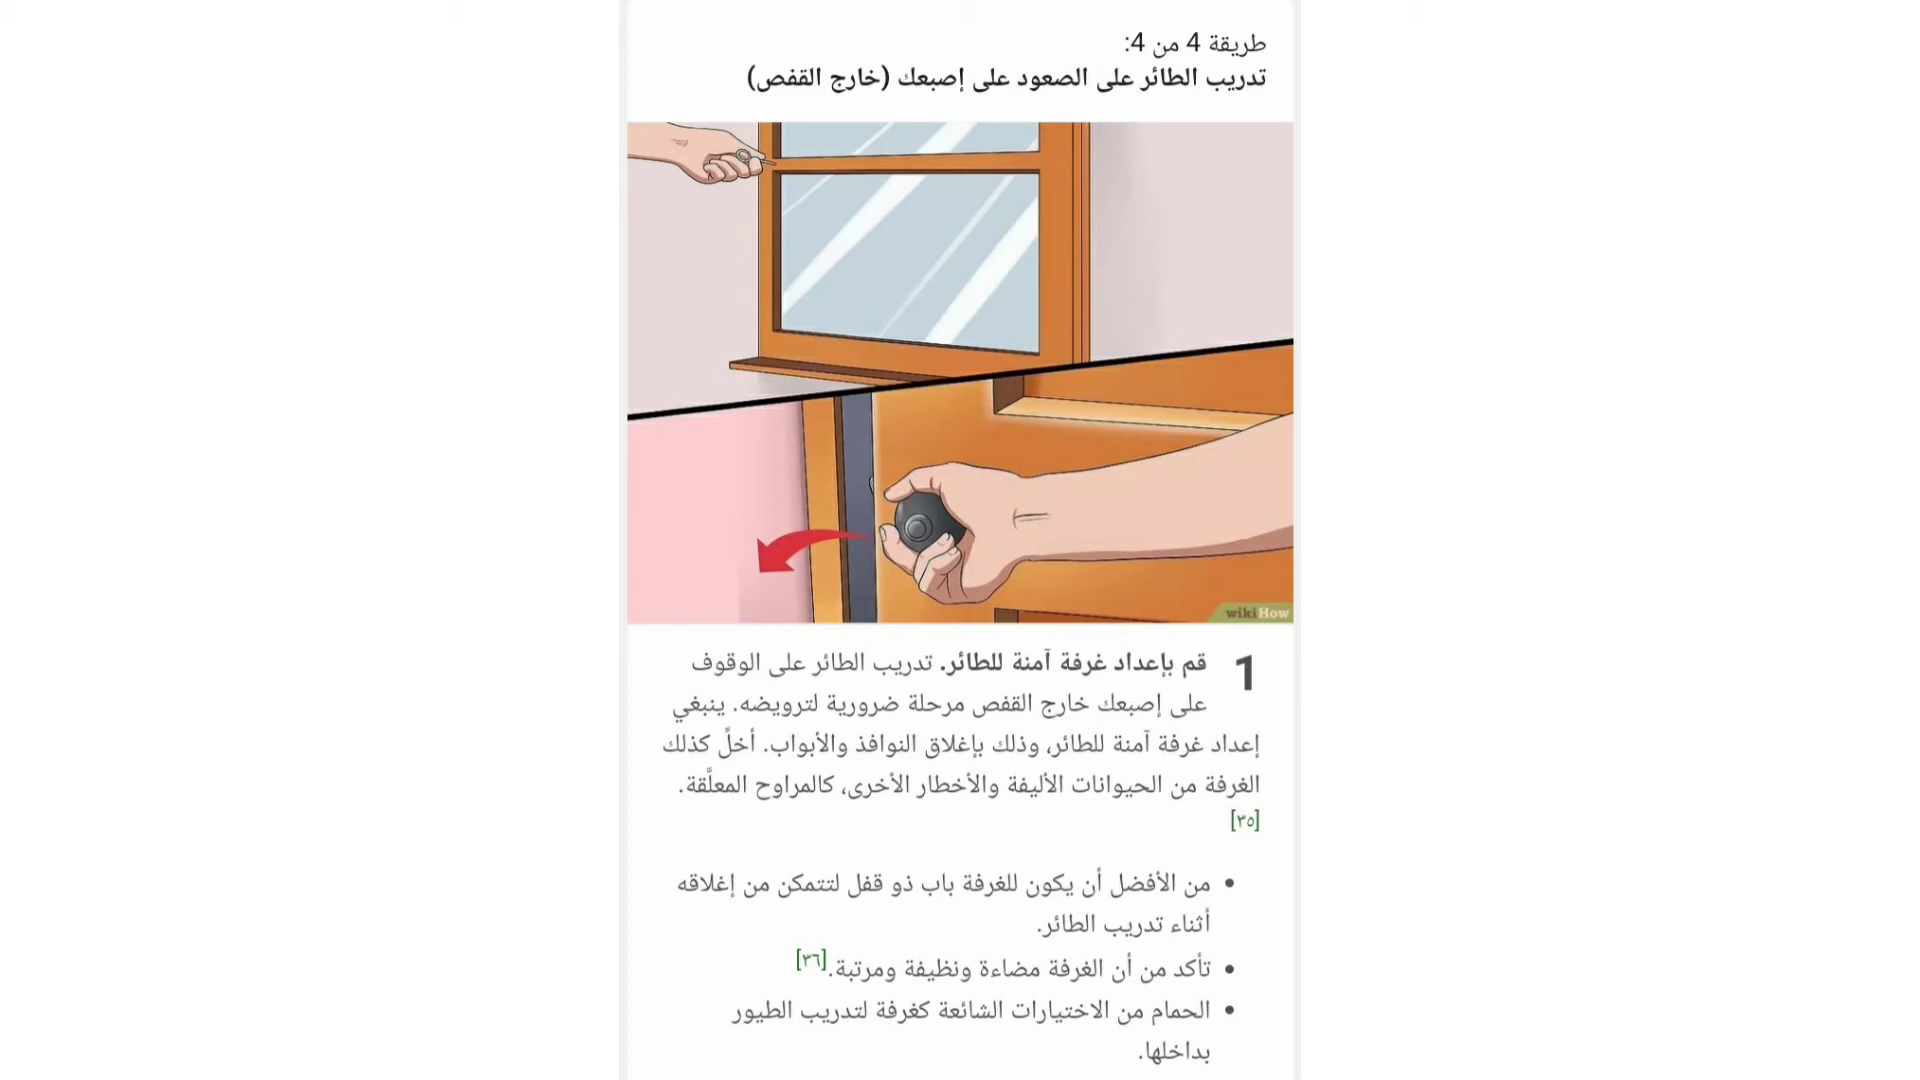 طريقة 4 من 4:
تدريب الطائر على الصعود على إصبعك (خارج القفص)
wikiHow
1 قم بإعداد غرفة آمنة للطائر. تدريب الطائر على الوقوف
على إصبعك خارج القفص مرحلة ضرورية لترويضه. ينبغي
إعداد غرفة آمنة للطائر، وذلك بإغلاق النوافذ والأبواب. أخلَّ كذلك
الغرفة من الحيوانات الأليفة والأخطار الأخرى، كالمراوح المعلَّقة.
[٣٥]
• من الأفضل أن يكون للغرفة باب ذو قفل لتتمكن من إغلاقه
أثناء تدريب الطائر.
• تأكد من أن الغرفة مضاءة ونظيفة ومرتبة.[٣٦]
• الحمام من الاختيارات الشائعة كغرفة لتدريب الطيور
بداخلها.